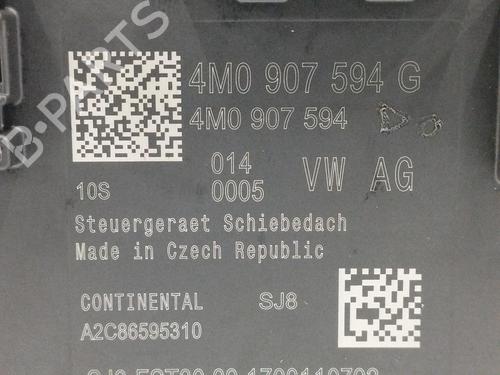 4M0 907 594 G
4M0 907 594
014
10S 0005 VW AG
Steuergeraet Schiebedach
Made in Czech Republic
CONTINENTAL SJ8
A2C86595310
B-PARTS